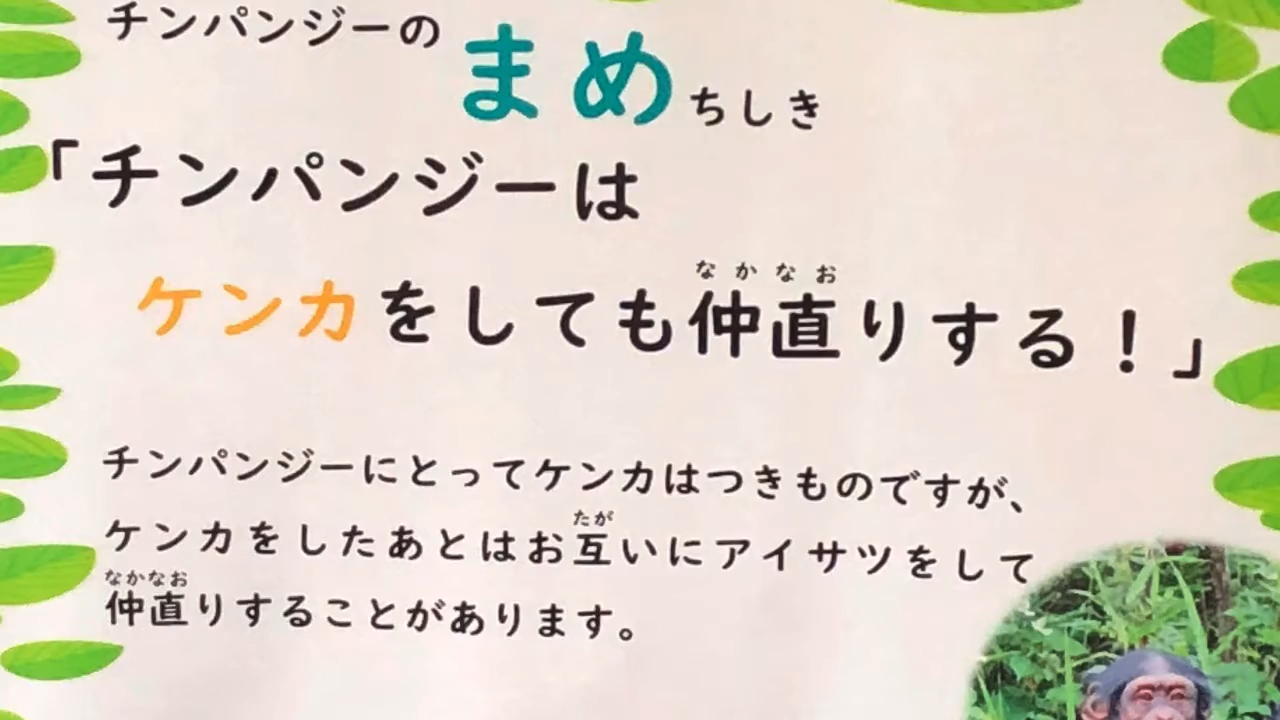 チンパンジーの まめちしき
「チンパンジーは
ケンカをしても仲直りする！」
なかなお
チンパンジーにとってケンカはつきものですが、
たが
ケンカをしたあとはお互いにアイサツをして
なかなお
仲直りすることがあります。